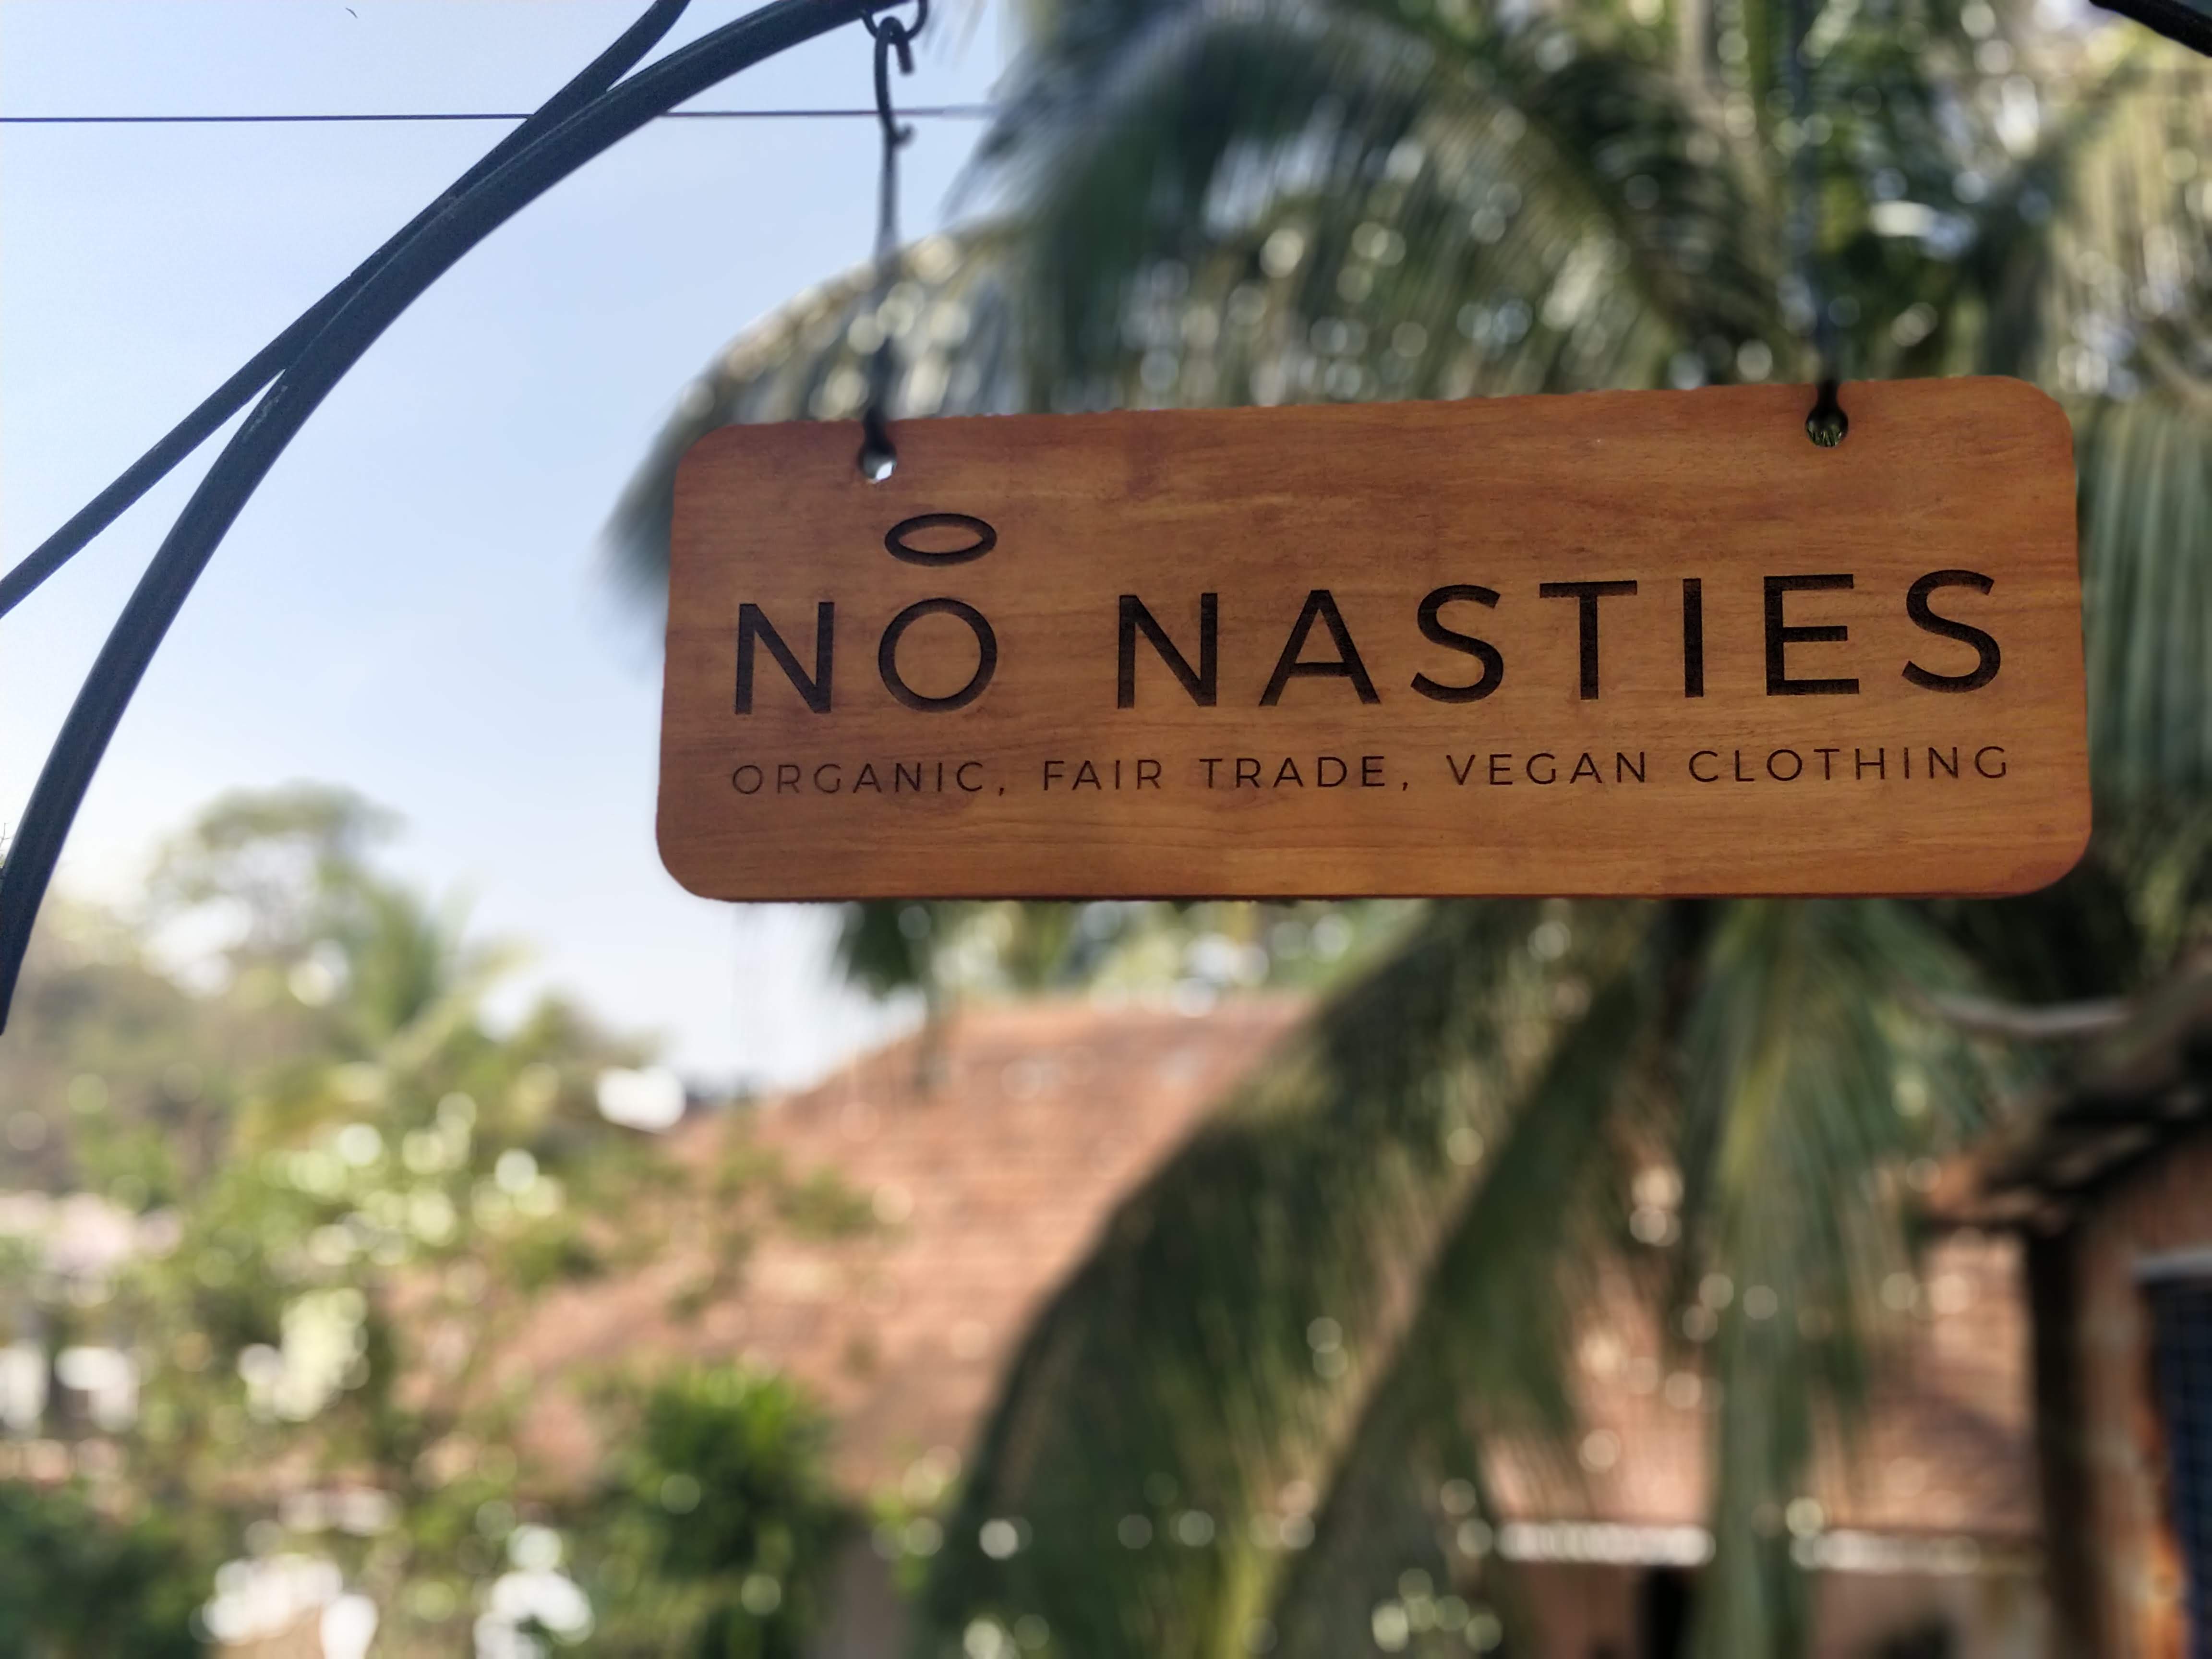 NO NASTIES
ORGANIC, FAIR TRADE, VEGAN CLOTHING